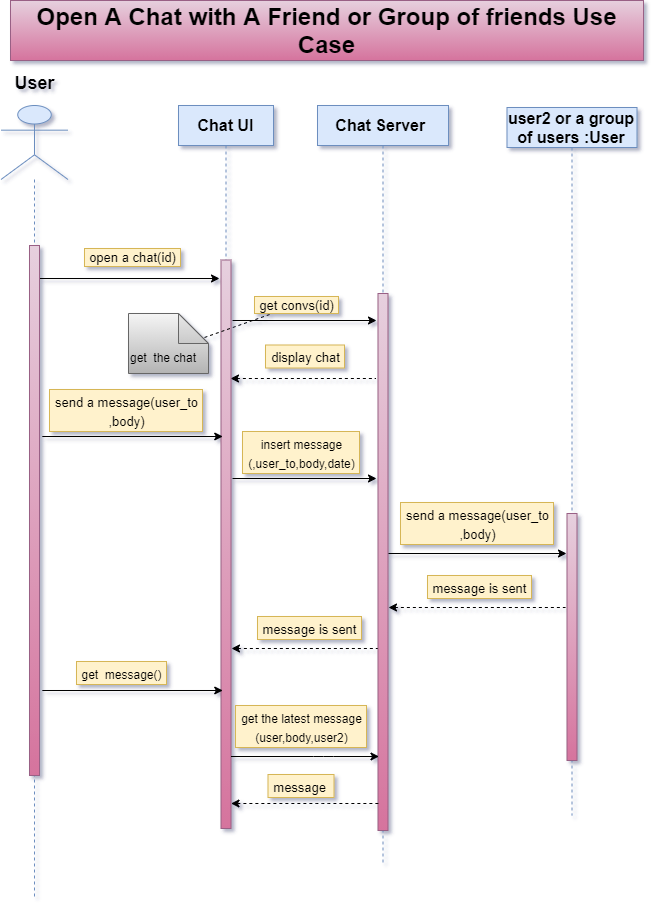 Open A Chat with A Friend or Group of friends Use
Case
User
Chat UI
Chat Server
user2 or a group
of users :User
open a chat(id)
get convs(id)
get  the chat
display chat
send a message(user_to
,body)
insert message
(,user_to,body,date)
send a message(user_to
,body)
message is sent
message is sent
get  message()
get the latest message
(user,body,user2)
message